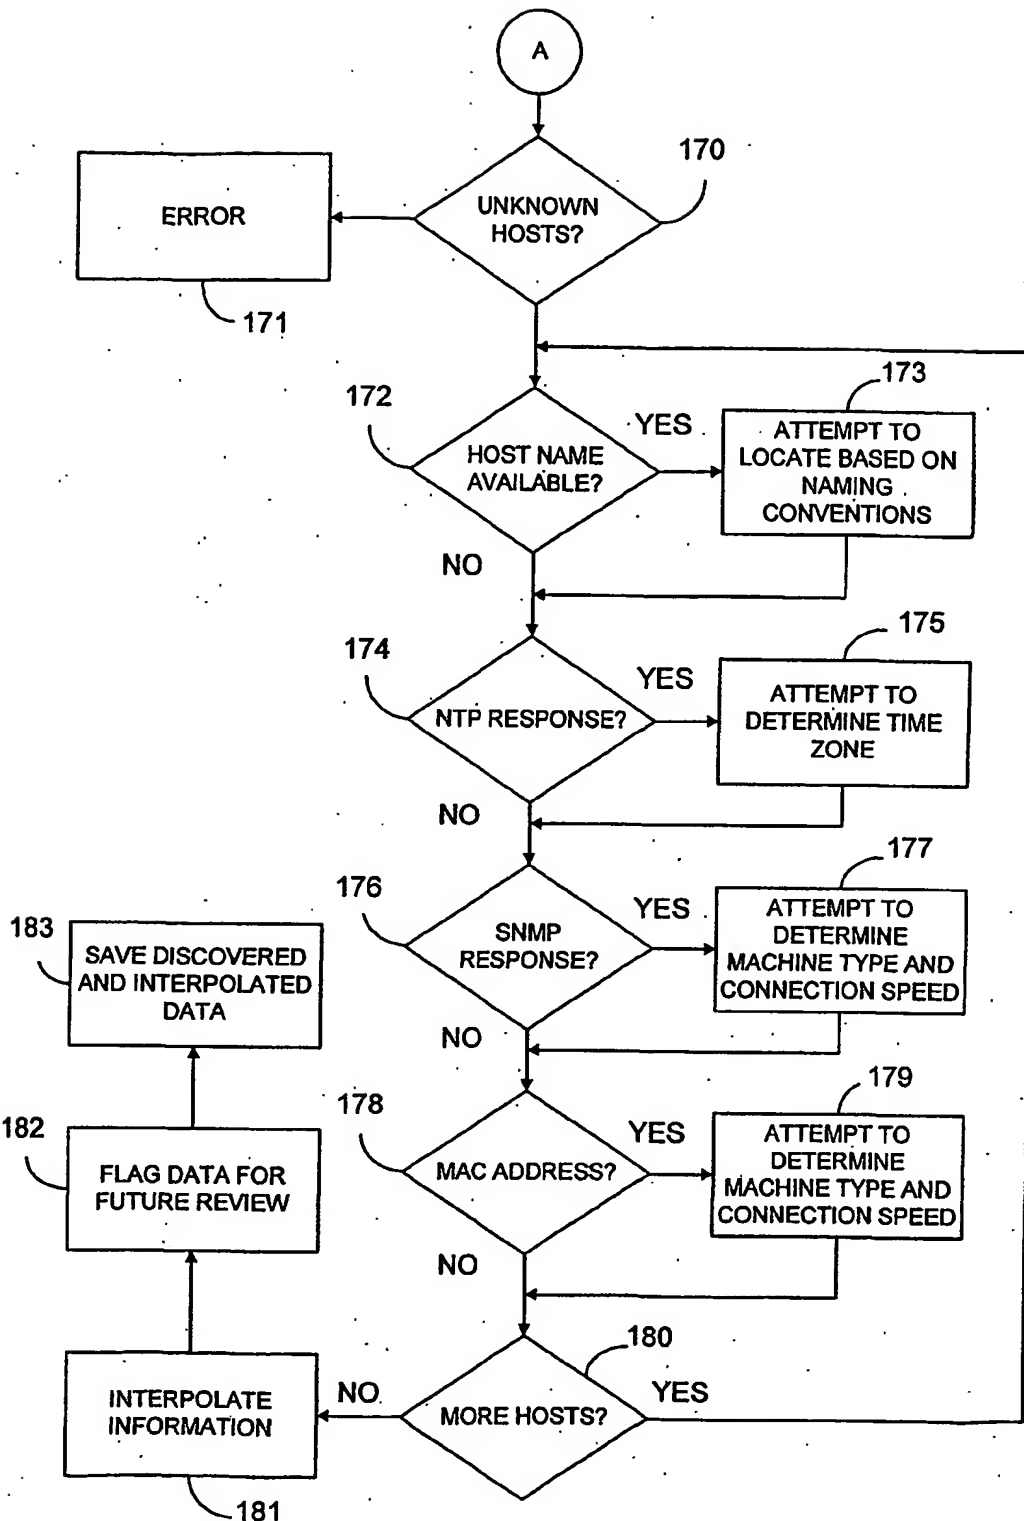 A
170
UNKNOWN
HOSTS?
ERROR
171
172
HOST NAME
AVAILABLE?
YES
173
ATTEMPT TO
LOCATE BASED ON
NAMING
CONVENTIONS
NO
174
NTP RESPONSE?
YES
175
ATTEMPT TO
DETERMINE TIME
ZONE
NO
176
SNMP
RESPONSE?
YES
177
ATTEMPT TO
DETERMINE
MACHINE TYPE AND
CONNECTION SPEED
NO
178
MAC ADDRESS?
YES
179
ATTEMPT TO
DETERMINE
MACHINE TYPE AND
CONNECTION SPEED
NO
180
MORE HOSTS?
YES
NO
INTERPOLATE
INFORMATION
181
182
FLAG DATA FOR
FUTURE REVIEW
183
SAVE DISCOVERED
AND INTERPOLATED
DATA